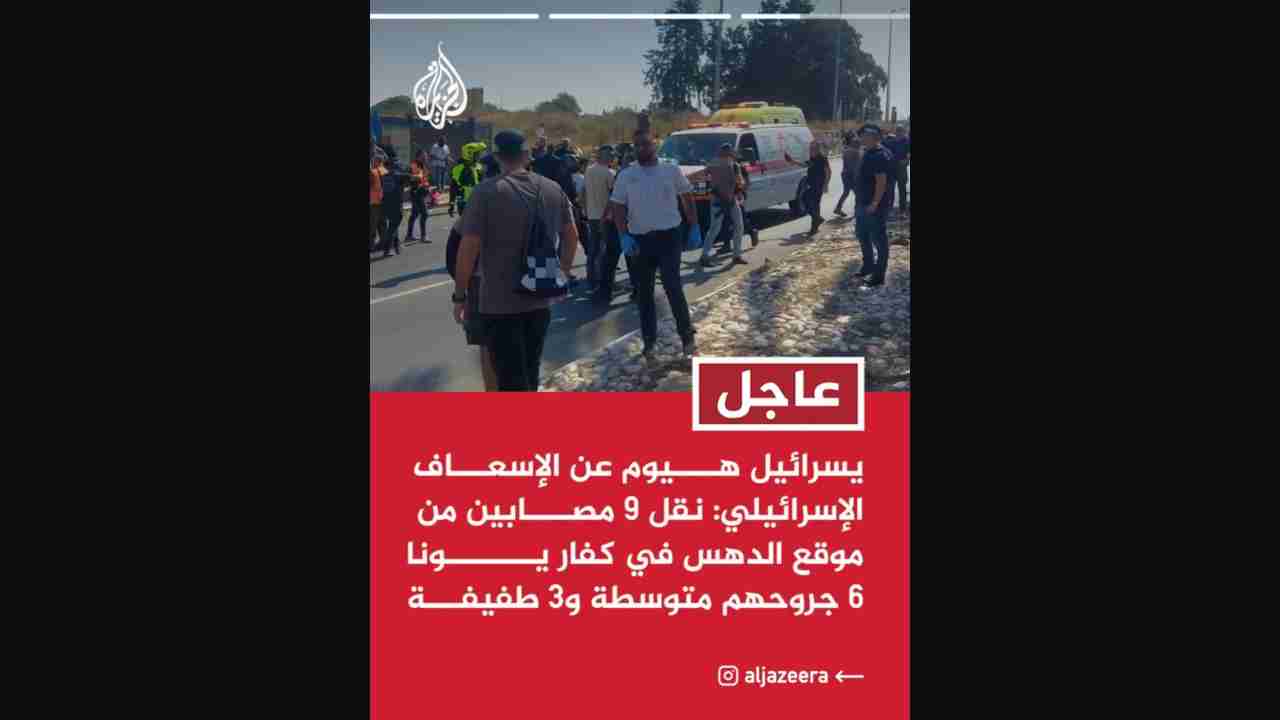 الجزيرة
عاجل
يسرائيل هيوم عن الإسعاف
الإسرائيلي: نقل 9 مصابين من
موقع الدهس في كفار يونا
6 جروحهم متوسطة و3 طفيفة
aljazeera